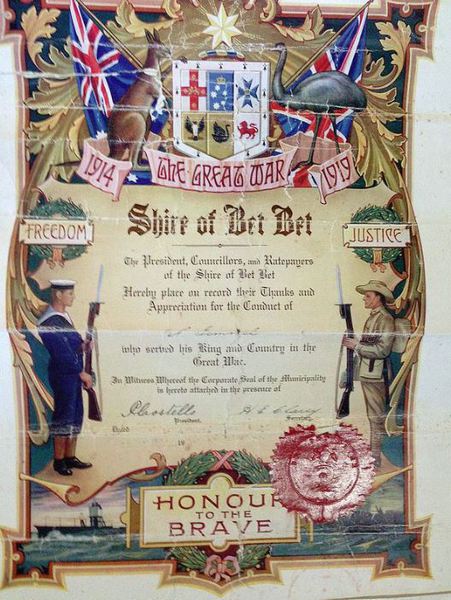 1914 THE GREAT WAR 1919
Shire of Bet Bet
FREEDOM
JUSTICE
The President, Councillors, and Ratepayers
of the Shire of Bet Bet
Hereby place on record their Thanks and
Appreciation for the Conduct of
who served his King and Country in the
Great War.
In Witness Whereof the Corporate Seal of the Municipality
is hereto attached in the presence of
Costello
President.
Secretary.
Dated 19
HONOUR
TO THE
BRAVE